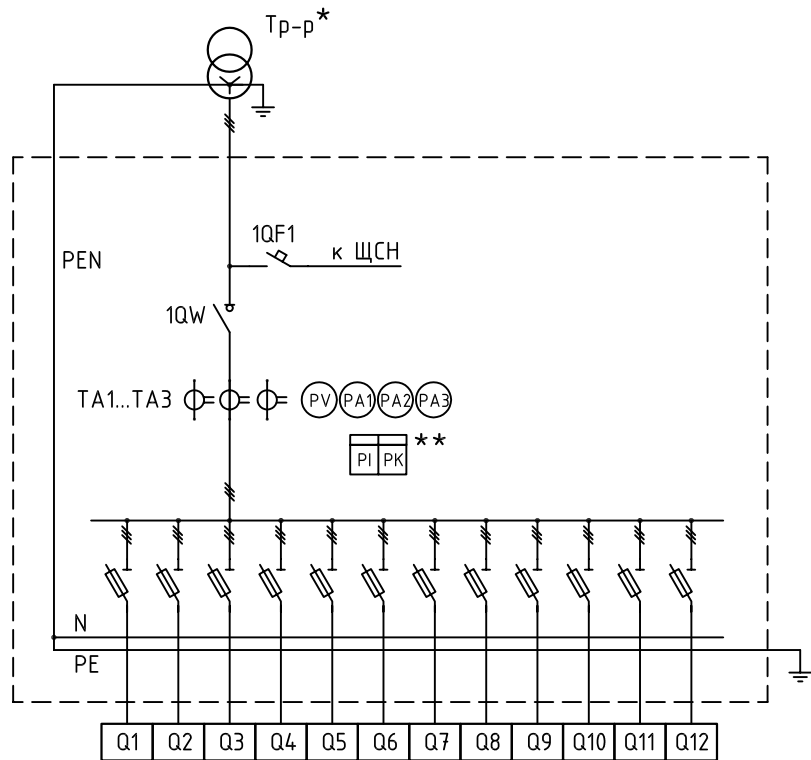 Тр-р*
PEN
1QF1
к ЩСН
1QW
TA1...TA3 PV PA1 PA2 PA3
PI PK **
N
PE
Q1 Q2 Q3 Q4 Q5 Q6 Q7 Q8 Q9 Q10 Q11 Q12